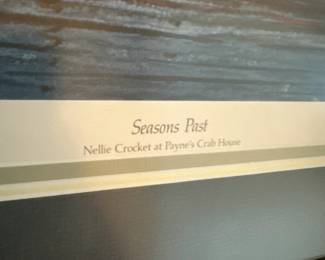 Seasons Past
Nellie Crocket at Payne's Crab House